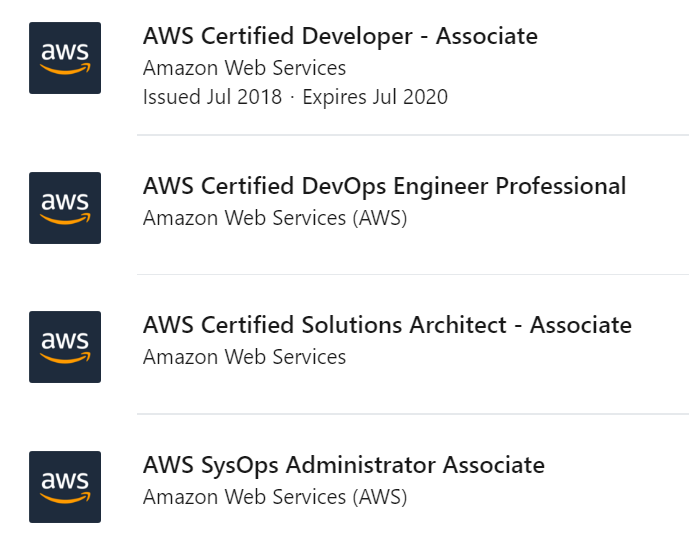 aws
AWS Certified Developer - Associate
Amazon Web Services
Issued Jul 2018 · Expires Jul 2020
aws
AWS Certified DevOps Engineer Professional
Amazon Web Services (AWS)
aws
AWS Certified Solutions Architect - Associate
Amazon Web Services
aws
AWS SysOps Administrator Associate
Amazon Web Services (AWS)